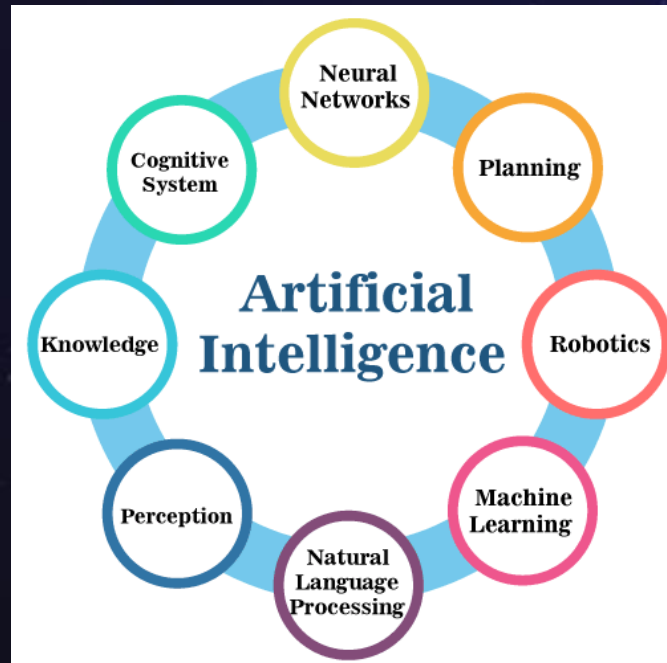 Neural
Networks
Planning
Robotics
Machine
Learning
Natural
Language
Processing
Perception
Knowledge
Cognitive
System
Artificial
Intelligence